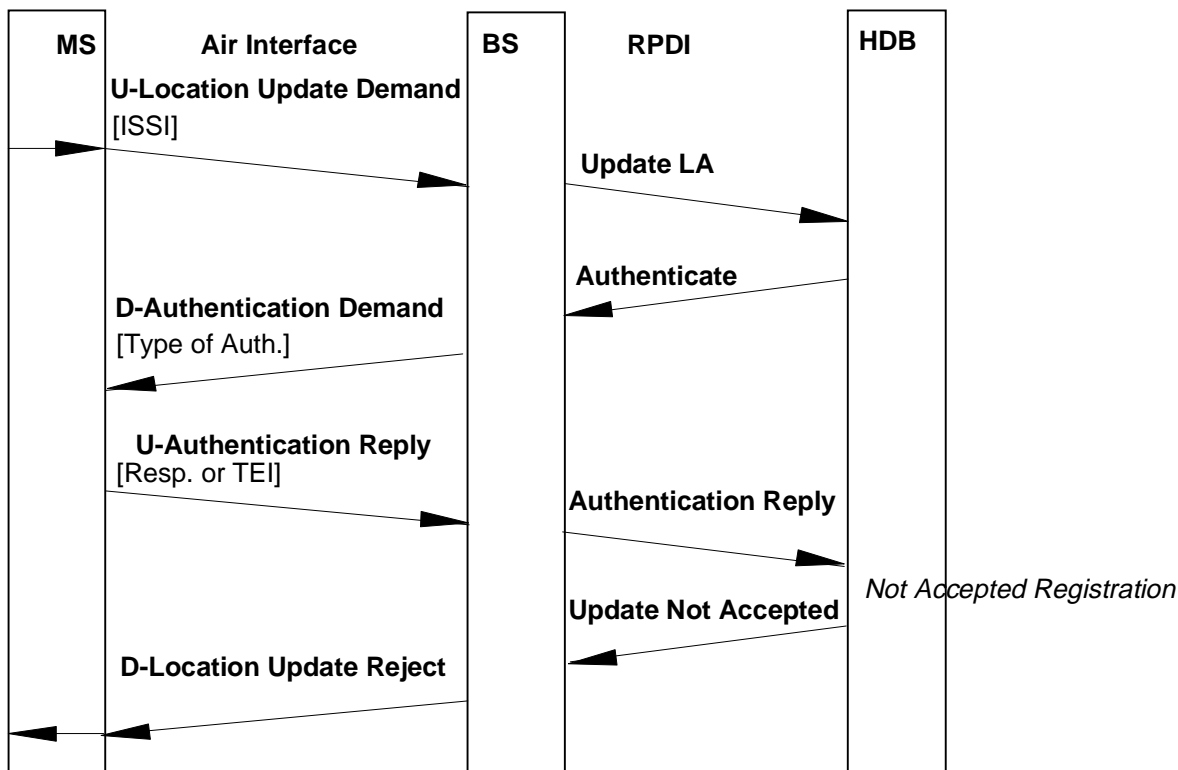 MS Air Interface BS RPDI HDB
U-Location Update Demand
[ISSI]
Update LA
Authenticate
D-Authentication Demand
[Type of Auth.]
U-Authentication Reply
[Resp. or TEI]
Authentication Reply
Not Accepted Registration
Update Not Accepted
D-Location Update Reject